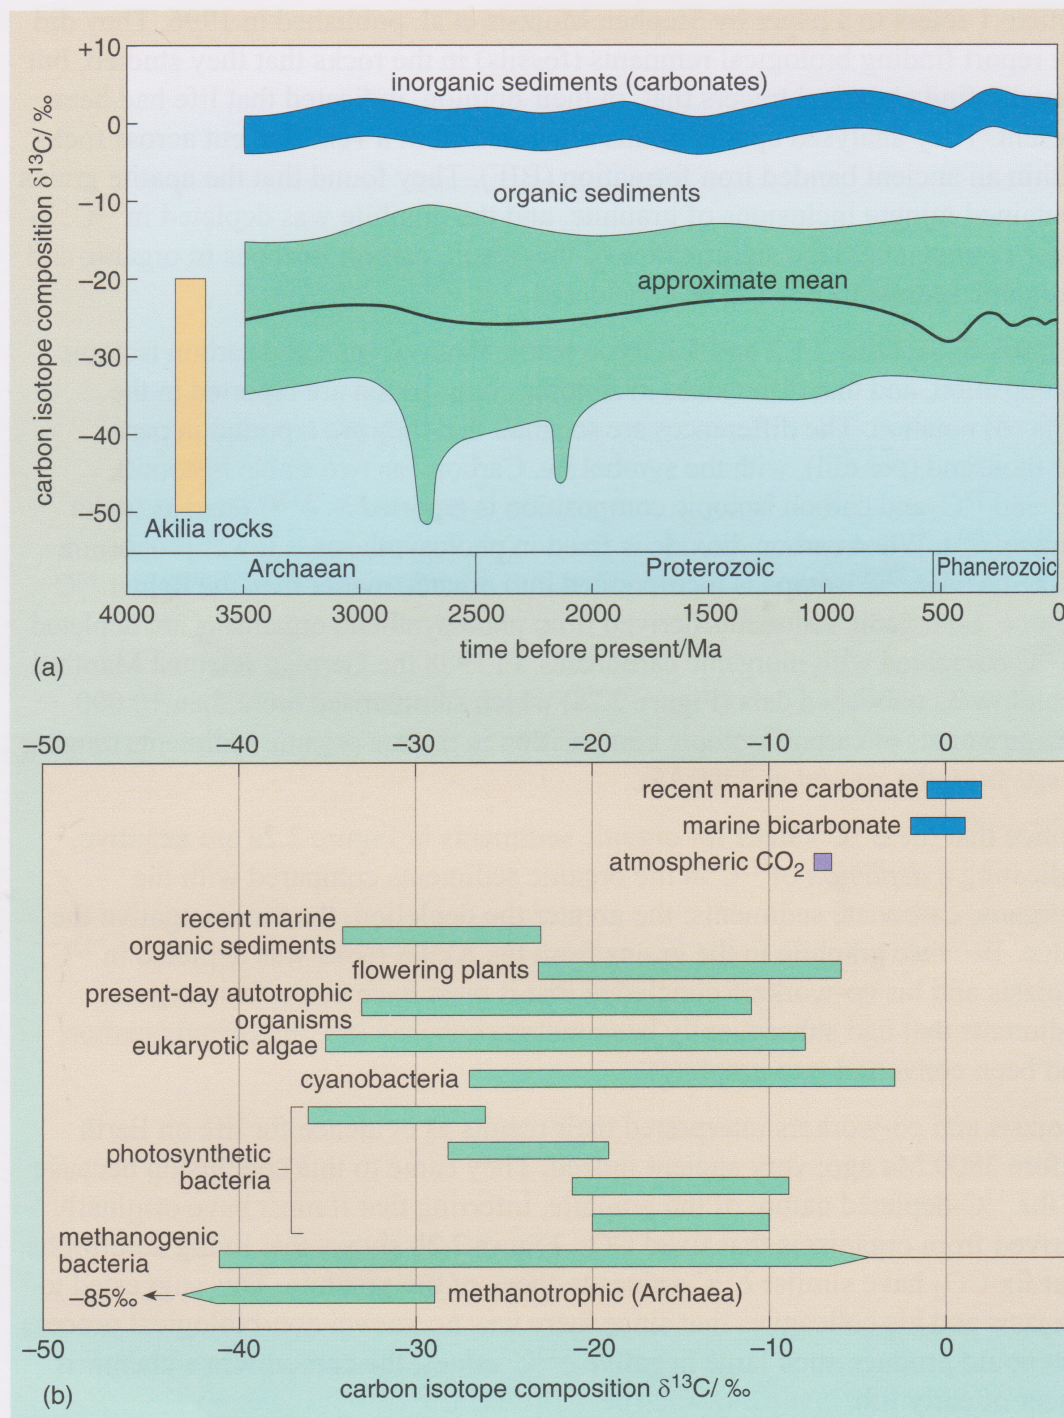 +10
0
−10
−20
−30
−40
−50
carbon isotope composition δ¹³C/ ‰
inorganic sediments (carbonates)
organic sediments
approximate mean
Akilia rocks
Archaean
Proterozoic
Phanerozoic
4000 3500 3000 2500 2000 1500 1000 500 0
time before present/Ma
(a)
−50 −40 −30 −20 −10 0
recent marine carbonate
marine bicarbonate
atmospheric CO₂
recent marine
organic sediments
flowering plants
present-day autotrophic
organisms
eukaryotic algae
cyanobacteria
photosynthetic
bacteria
methanogenic
bacteria
−85‰
methanotrophic (Archaea)
−50 −40 −30 −20 −10 0
(b)
carbon isotope composition δ¹³C/ ‰